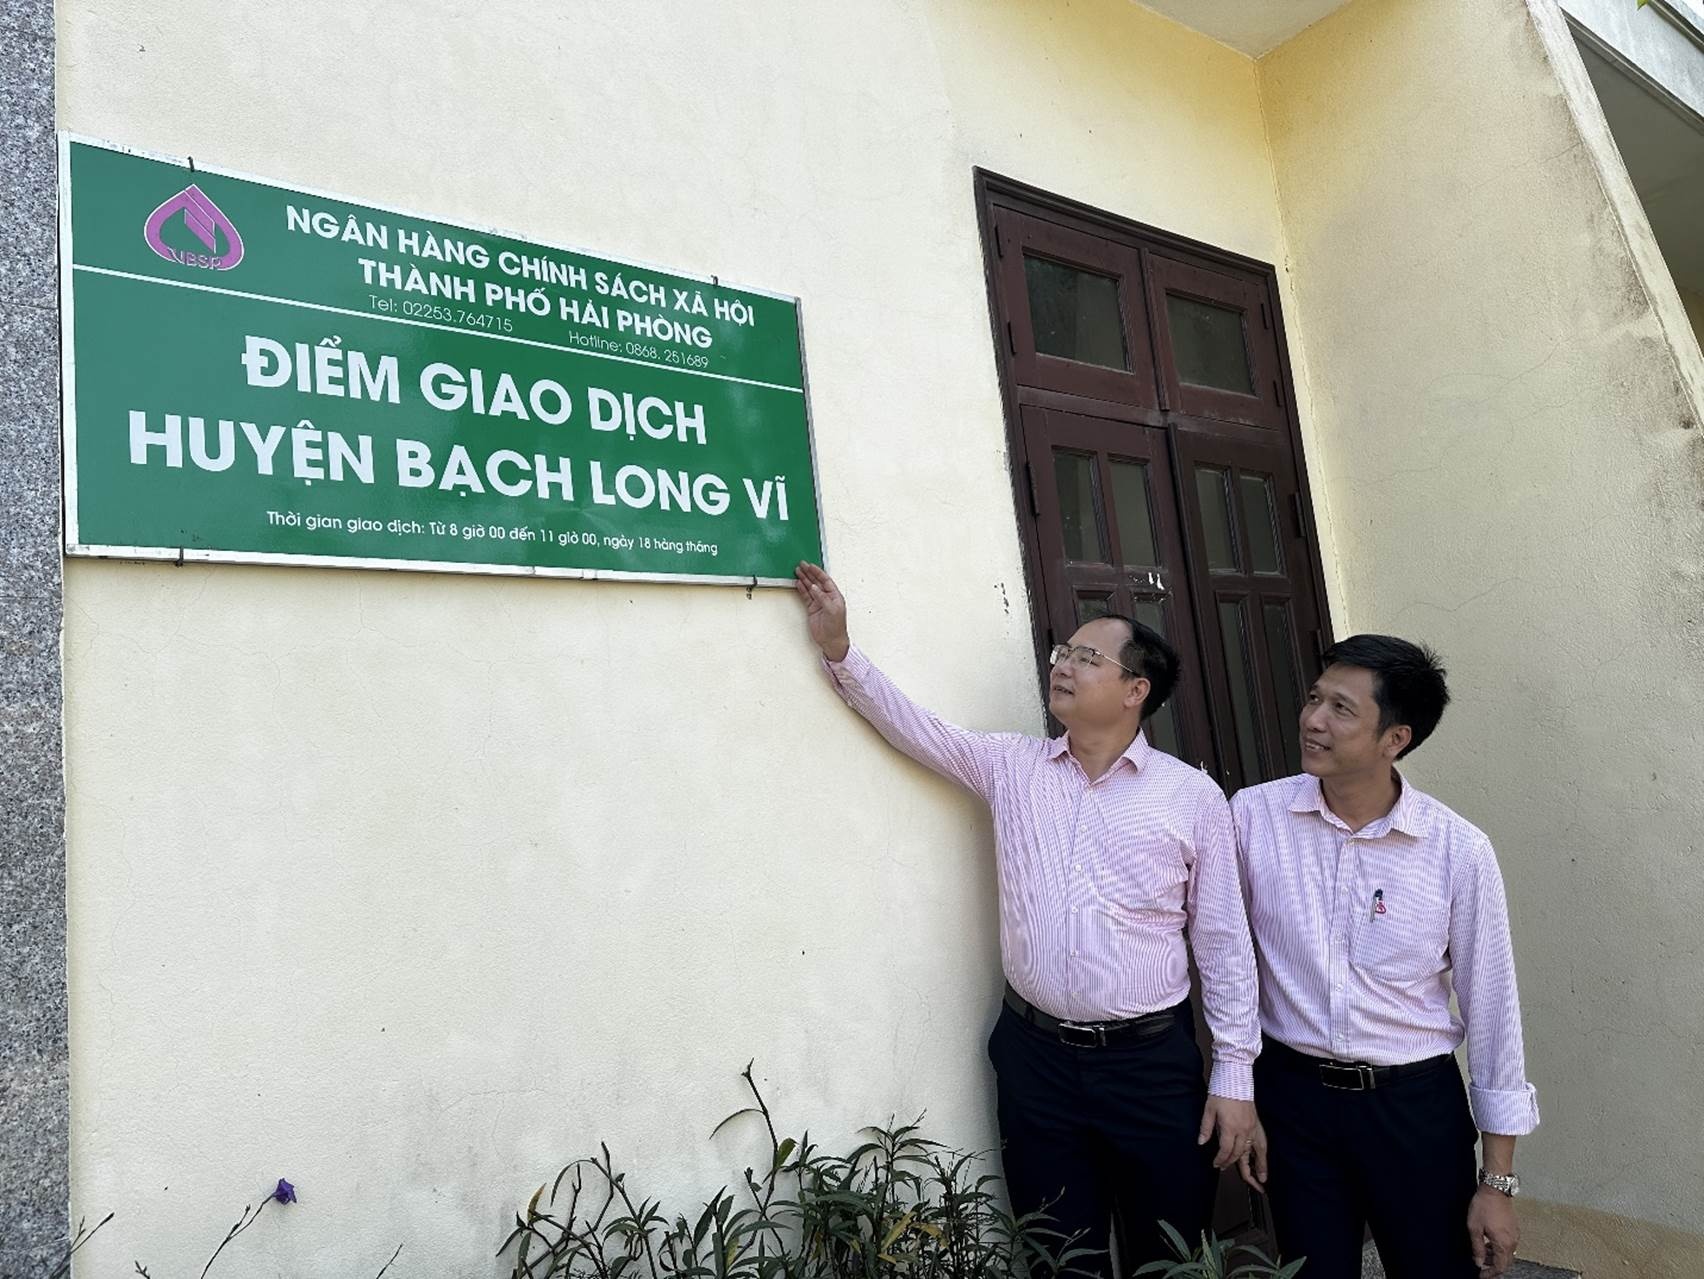 VBSP
NGÂN HÀNG CHÍNH SÁCH XÃ HỘI
THÀNH PHỐ HẢI PHÒNG
Tel: 02253.764715 Hotline: 0868. 251689
ĐIỂM GIAO DỊCH
HUYỆN BẠCH LONG VĨ
Thời gian giao dịch: Từ 8 giờ 00 đến 11 giờ 00, ngày 18 hàng tháng